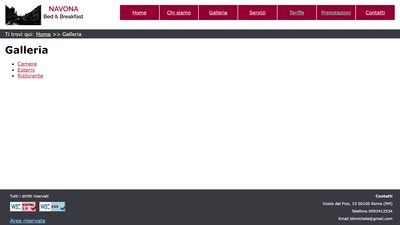 NAVONA
Bed & Breakfast
Home
Chi siamo
Galleria
Servizi
Tariffe
Prenotazioni
Contatti
Ti trovi qui: Home >> Galleria
Galleria
Camere
Esterni
Ristorante
Tutti i diritti riservati
W3C XHTML 1.0
W3C CSS
Area riservata
Contatti
Vicolo del Fico, 15 00100 Roma (RM)
Telefono 0093412534
Email bbmichele@gmail.com